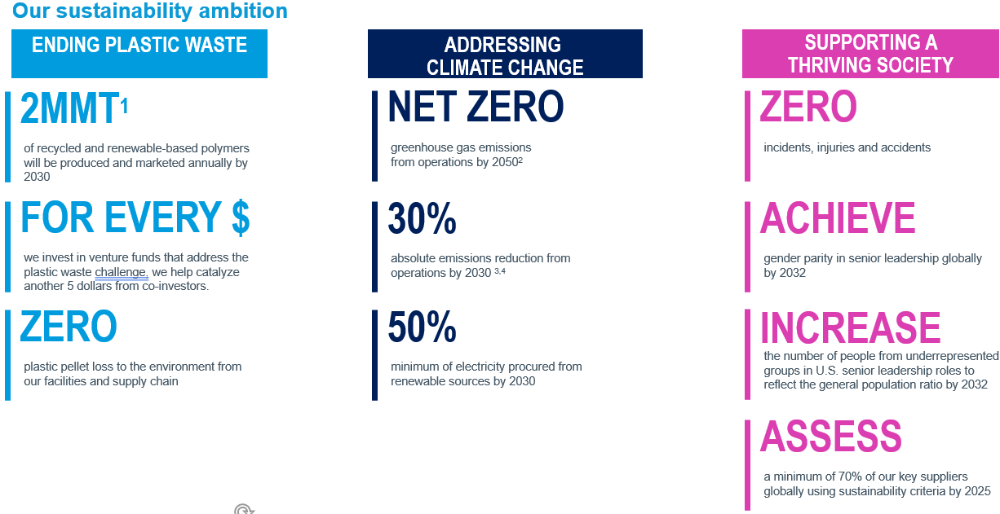 Our sustainability ambition
ENDING PLASTIC WASTE
2MMT¹
of recycled and renewable-based polymers
will be produced and marketed annually by
2030
FOR EVERY $
we invest in venture funds that address the
plastic waste challenge, we help catalyze
another 5 dollars from co-investors.
ZERO
plastic pellet loss to the environment from
our facilities and supply chain
ADDRESSING
CLIMATE CHANGE
NET ZERO
greenhouse gas emissions
from operations by 2050²
30%
absolute emissions reduction from
operations by 2030 ³,⁴
50%
minimum of electricity procured from
renewable sources by 2030
SUPPORTING A
THRIVING SOCIETY
ZERO
incidents, injuries and accidents
ACHIEVE
gender parity in senior leadership globally
by 2032
INCREASE
the number of people from underrepresented
groups in U.S. senior leadership roles to
reflect the general population ratio by 2032
ASSESS
a minimum of 70% of our key suppliers
globally using sustainability criteria by 2025